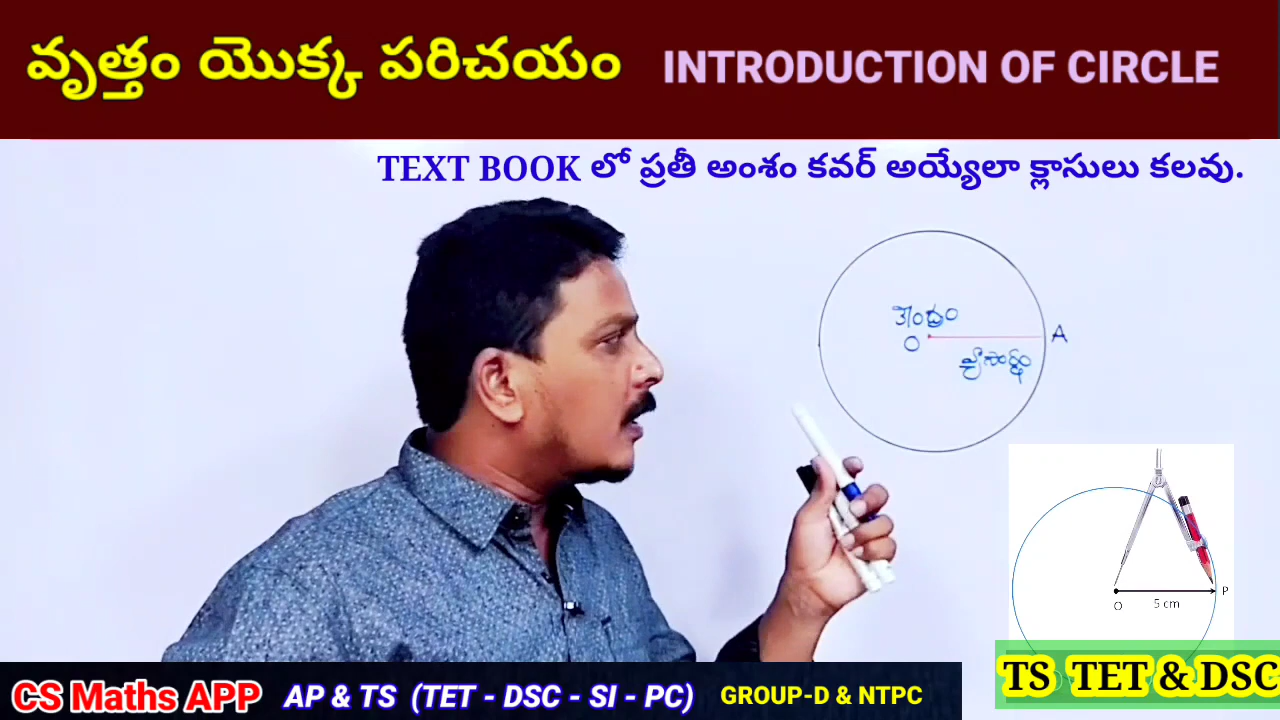 వృత్తం యొక్క పరిచయం INTRODUCTION OF CIRCLE
TEXT BOOK లో ప్రతీ అంశం కవర్ అయ్యేలా క్లాసులు కలవు.
కేంద్రం
O
A
వ్యాసార్థం
O
5 cm
P
CS Maths APP AP & TS (TET - DSC - SI - PC) GROUP-D & NTPC
TS TET & DSC